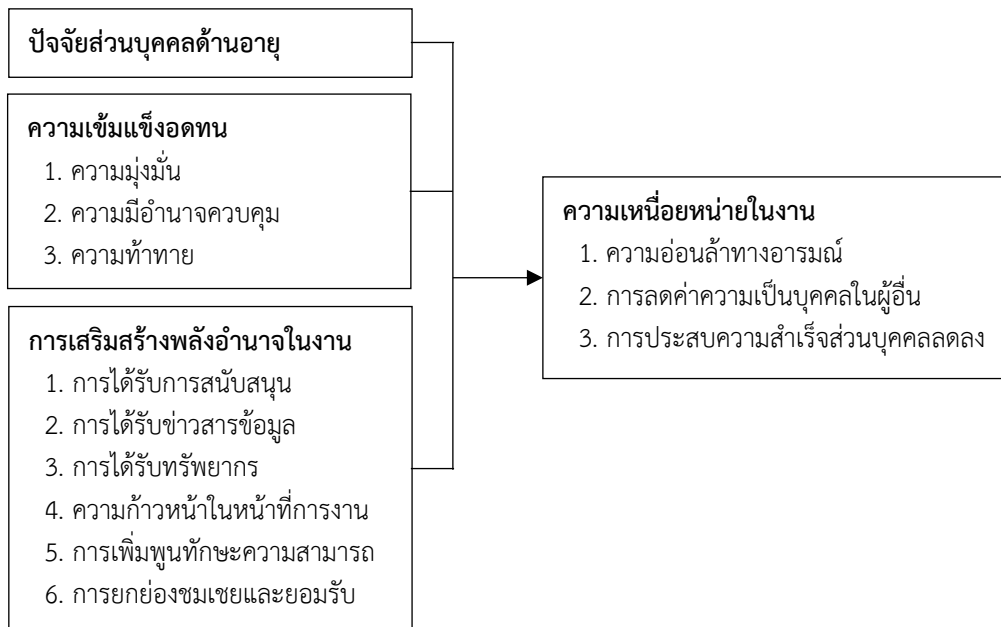 ปัจจัยส่วนบุคคลด้านอายุ
ความเข้มแข็งอดทน
1. ความมุ่งมั่น
2. ความมีอำนาจควบคุม
3. ความท้าทาย
การเสริมสร้างพลังอำนาจในงาน
1. การได้รับการสนับสนุน
2. การได้รับข่าวสารข้อมูล
3. การได้รับทรัพยากร
4. ความก้าวหน้าในหน้าที่การงาน
5. การเพิ่มพูนทักษะความสามารถ
6. การยกย่องชมเชยและยอมรับ
ความเหนื่อยหน่ายในงาน
1. ความอ่อนล้าทางอารมณ์
2. การลดค่าความเป็นบุคคลในผู้อื่น
3. การประสบความสำเร็จส่วนบุคคลลดลง